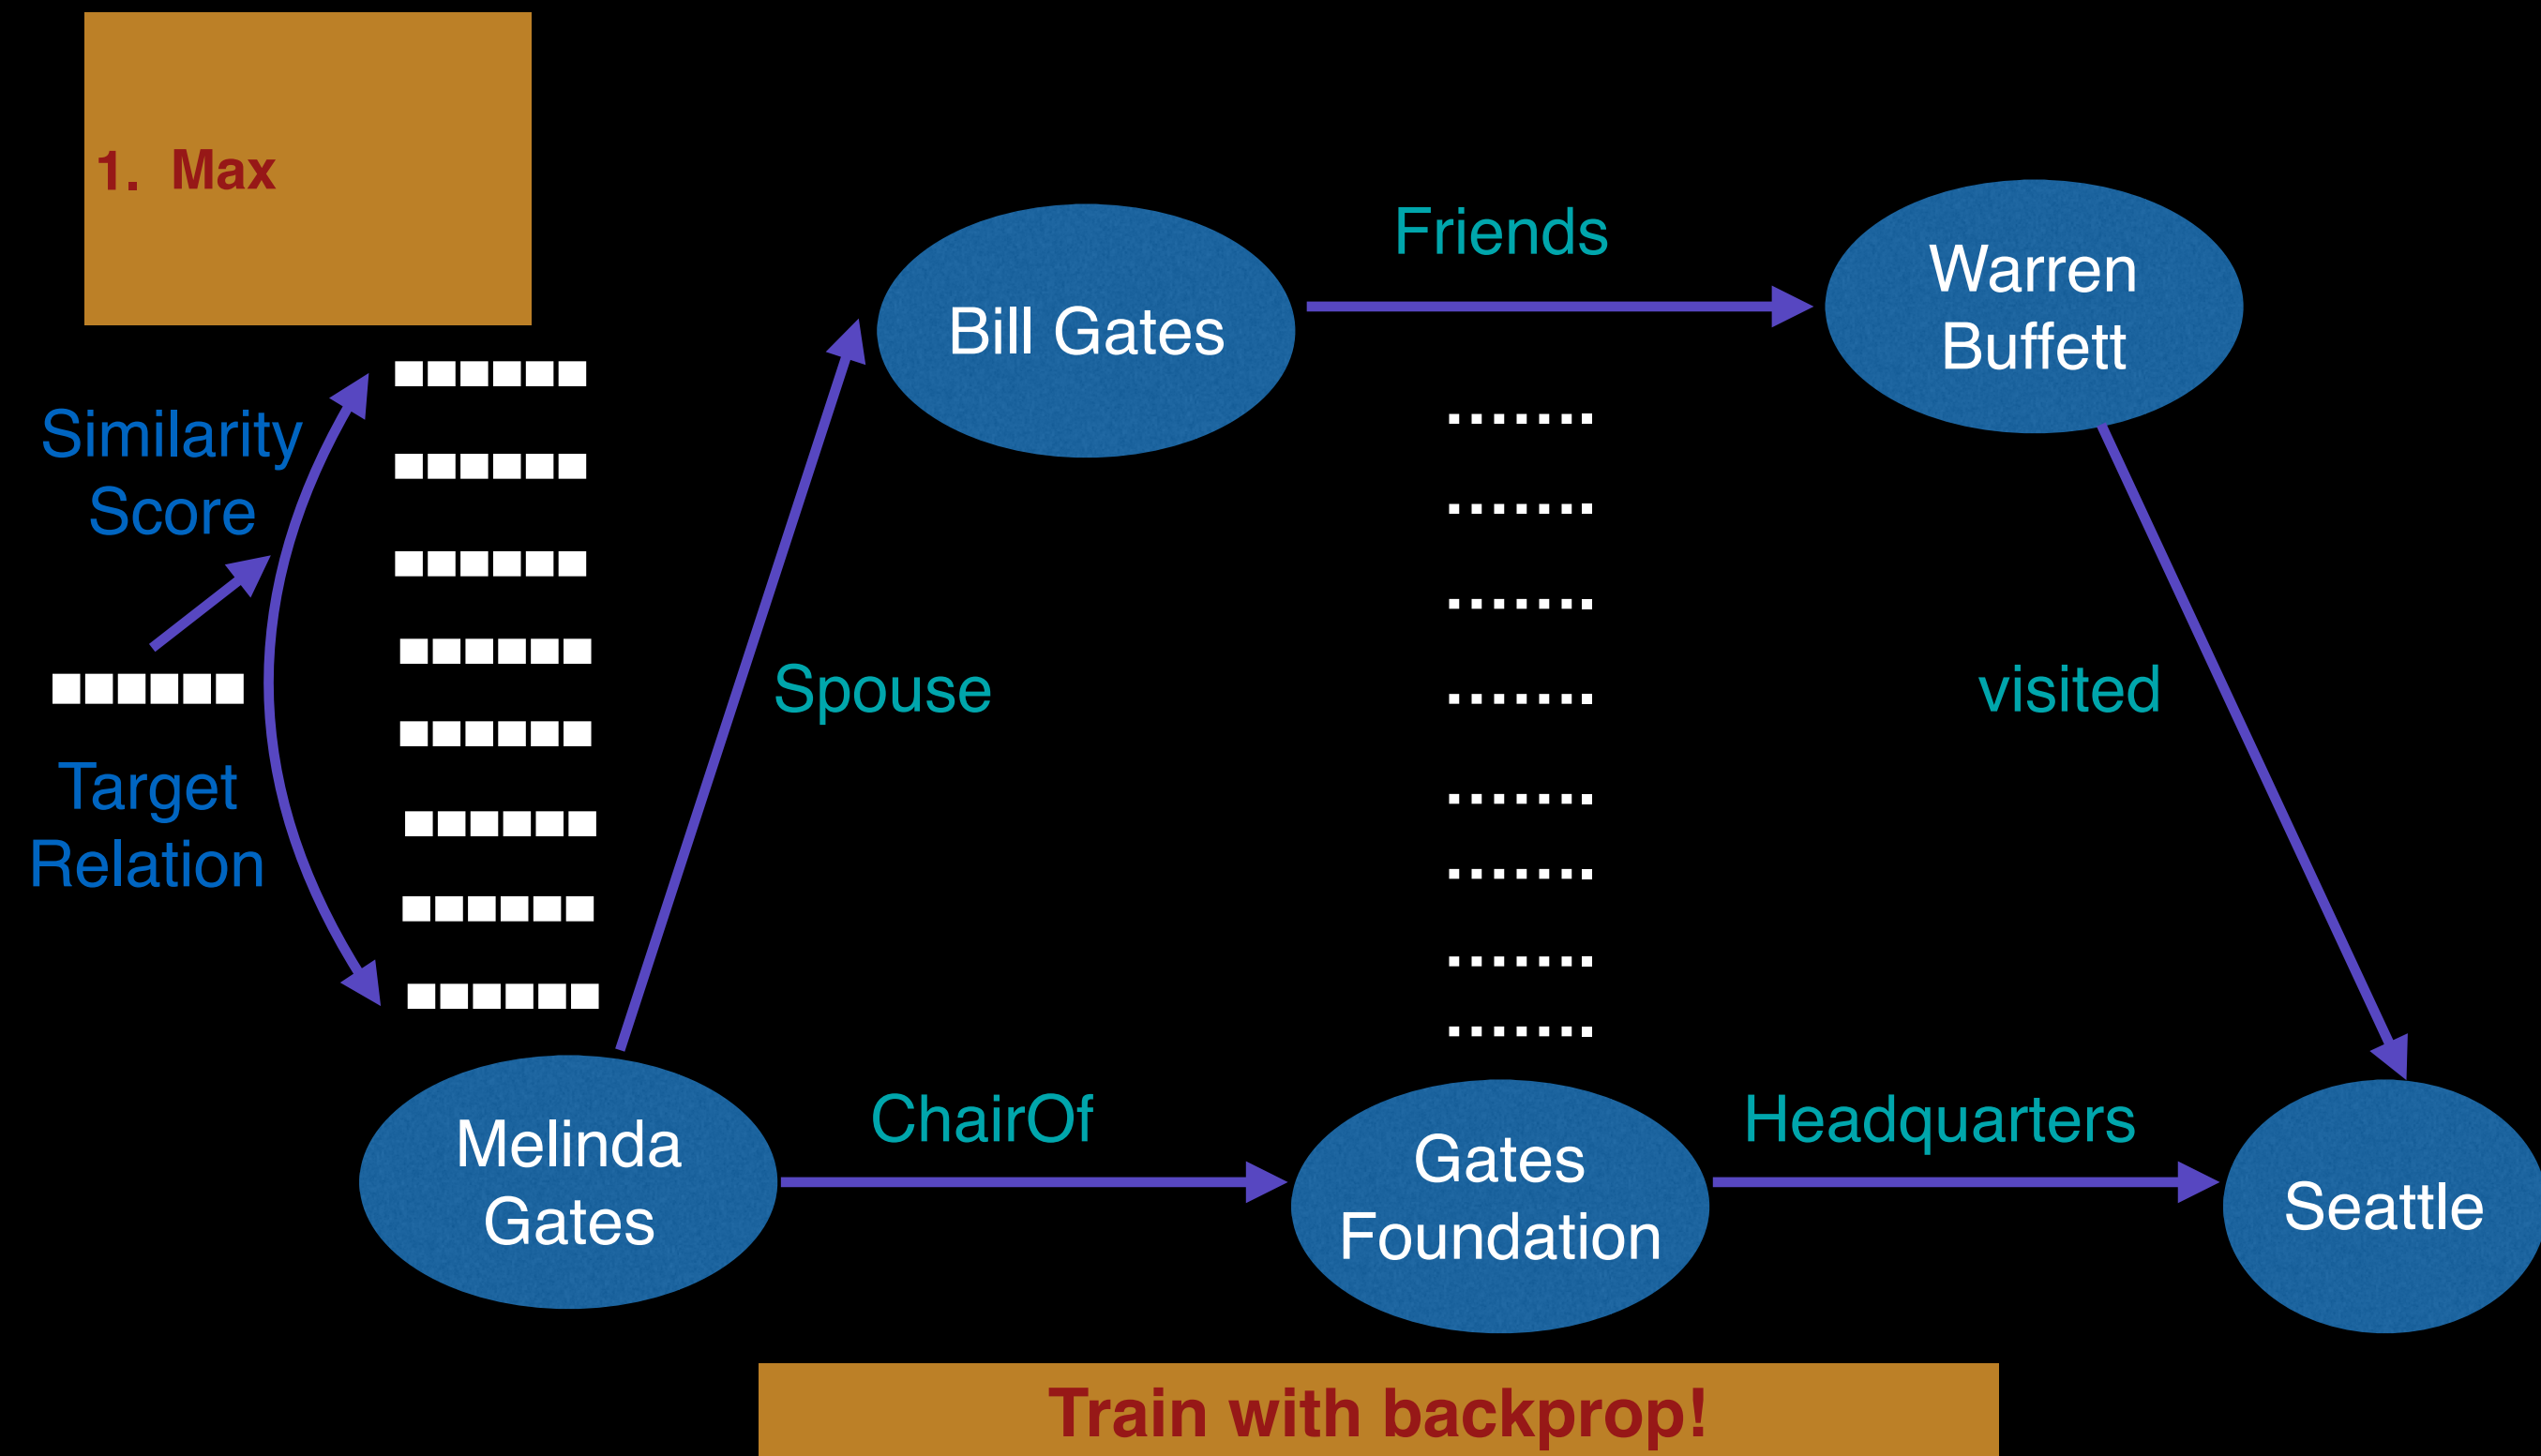 1. Max
Friends
Warren
Buffett
Bill Gates
Similarity
Score
Spouse
visited
Target
Relation
ChairOf
Headquarters
Melinda
Gates
Gates
Foundation
Seattle
Train with backprop!